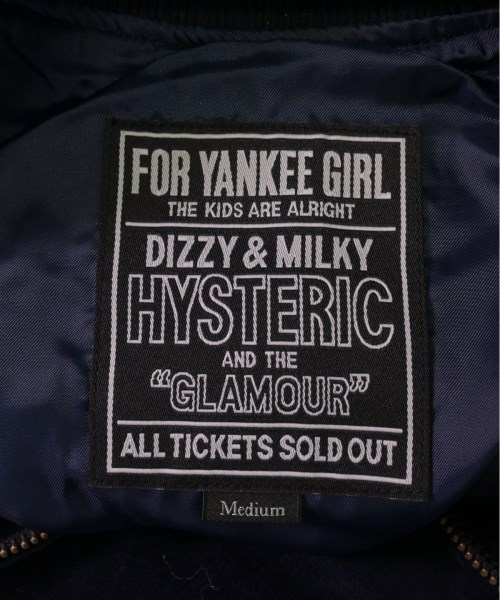 FOR YANKEE GIRL
THE KIDS ARE ALRIGHT
DIZZY & MILKY
HYSTERIC
AND THE
“GLAMOUR”
ALL TICKETS SOLD OUT
Medium